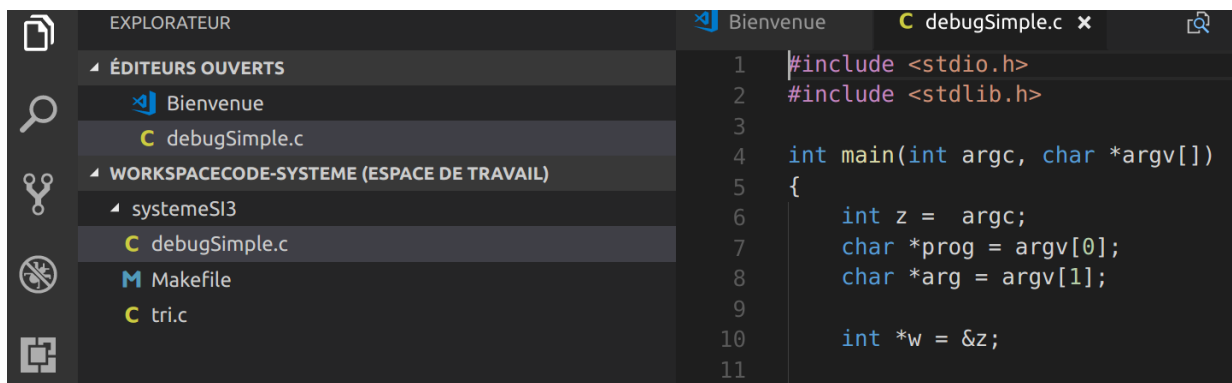 EXPLORATEUR
ÉDITEURS OUVERTS
Bienvenue
C debugSimple.c
WORKSPACECODE-SYSTEME (ESPACE DE TRAVAIL)
systemeSI3
C debugSimple.c
M Makefile
C tri.c
Bienvenue C debugSimple.c ×
1 #include <stdio.h>
2 #include <stdlib.h>
3
4 int main(int argc, char *argv[])
5 {
6 int z =  argc;
7 char *prog = argv[0];
8 char *arg = argv[1];
9
10 int *w = &z;
11